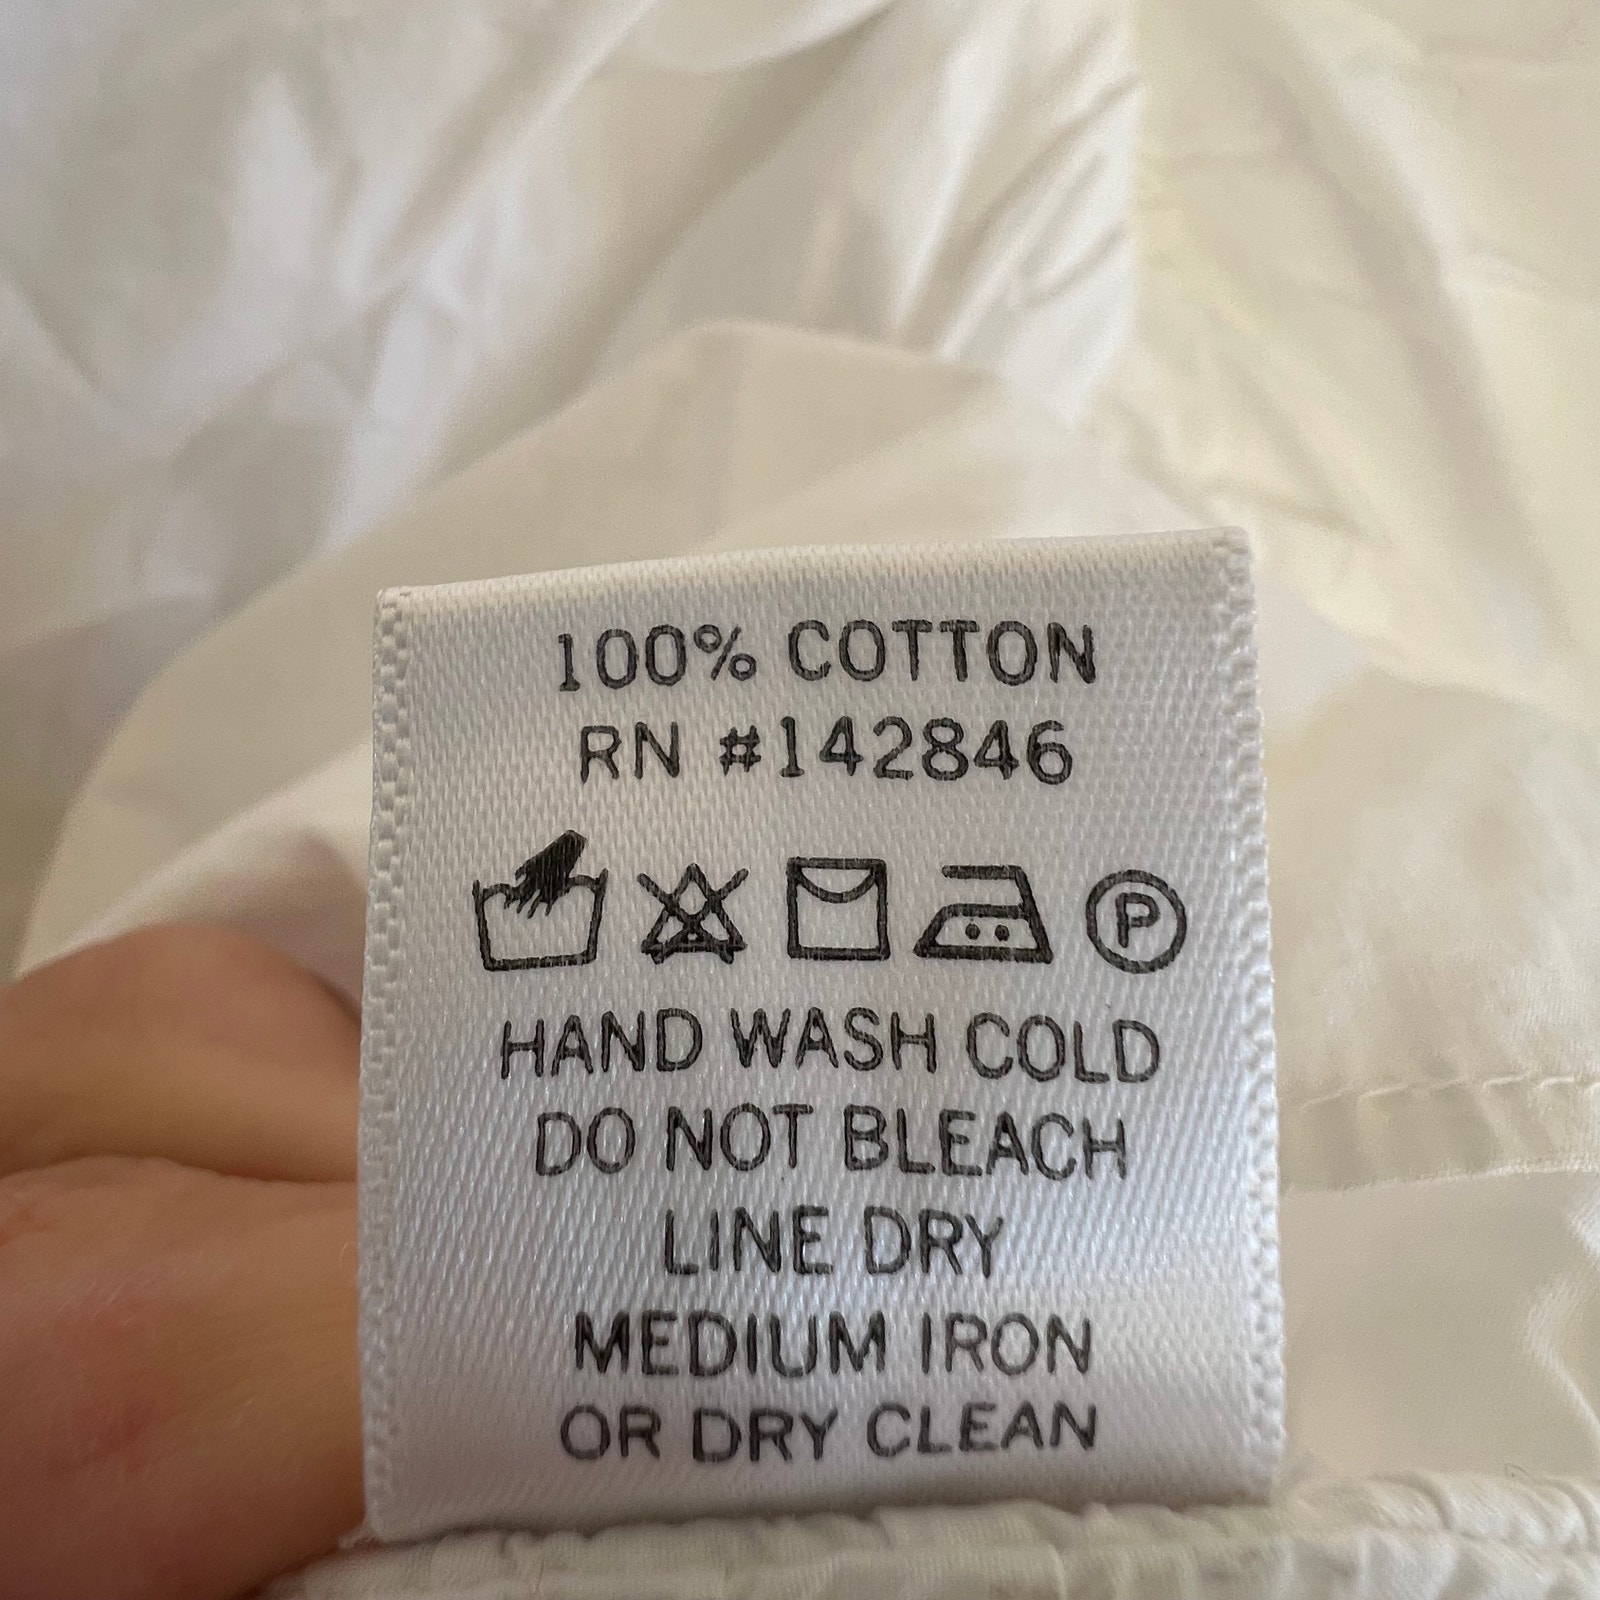 100% COTTON
RN #142846
P
HAND WASH COLD
DO NOT BLEACH
LINE DRY
MEDIUM IRON
OR DRY CLEAN